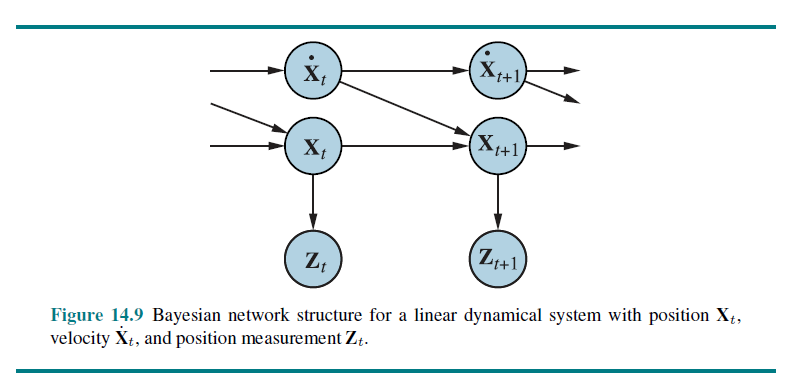 Ẋt
Ẋt+1
Xt
Xt+1
Zt
Zt+1
Figure 14.9 Bayesian network structure for a linear dynamical system with position Xt,
velocity Ẋt, and position measurement Zt.